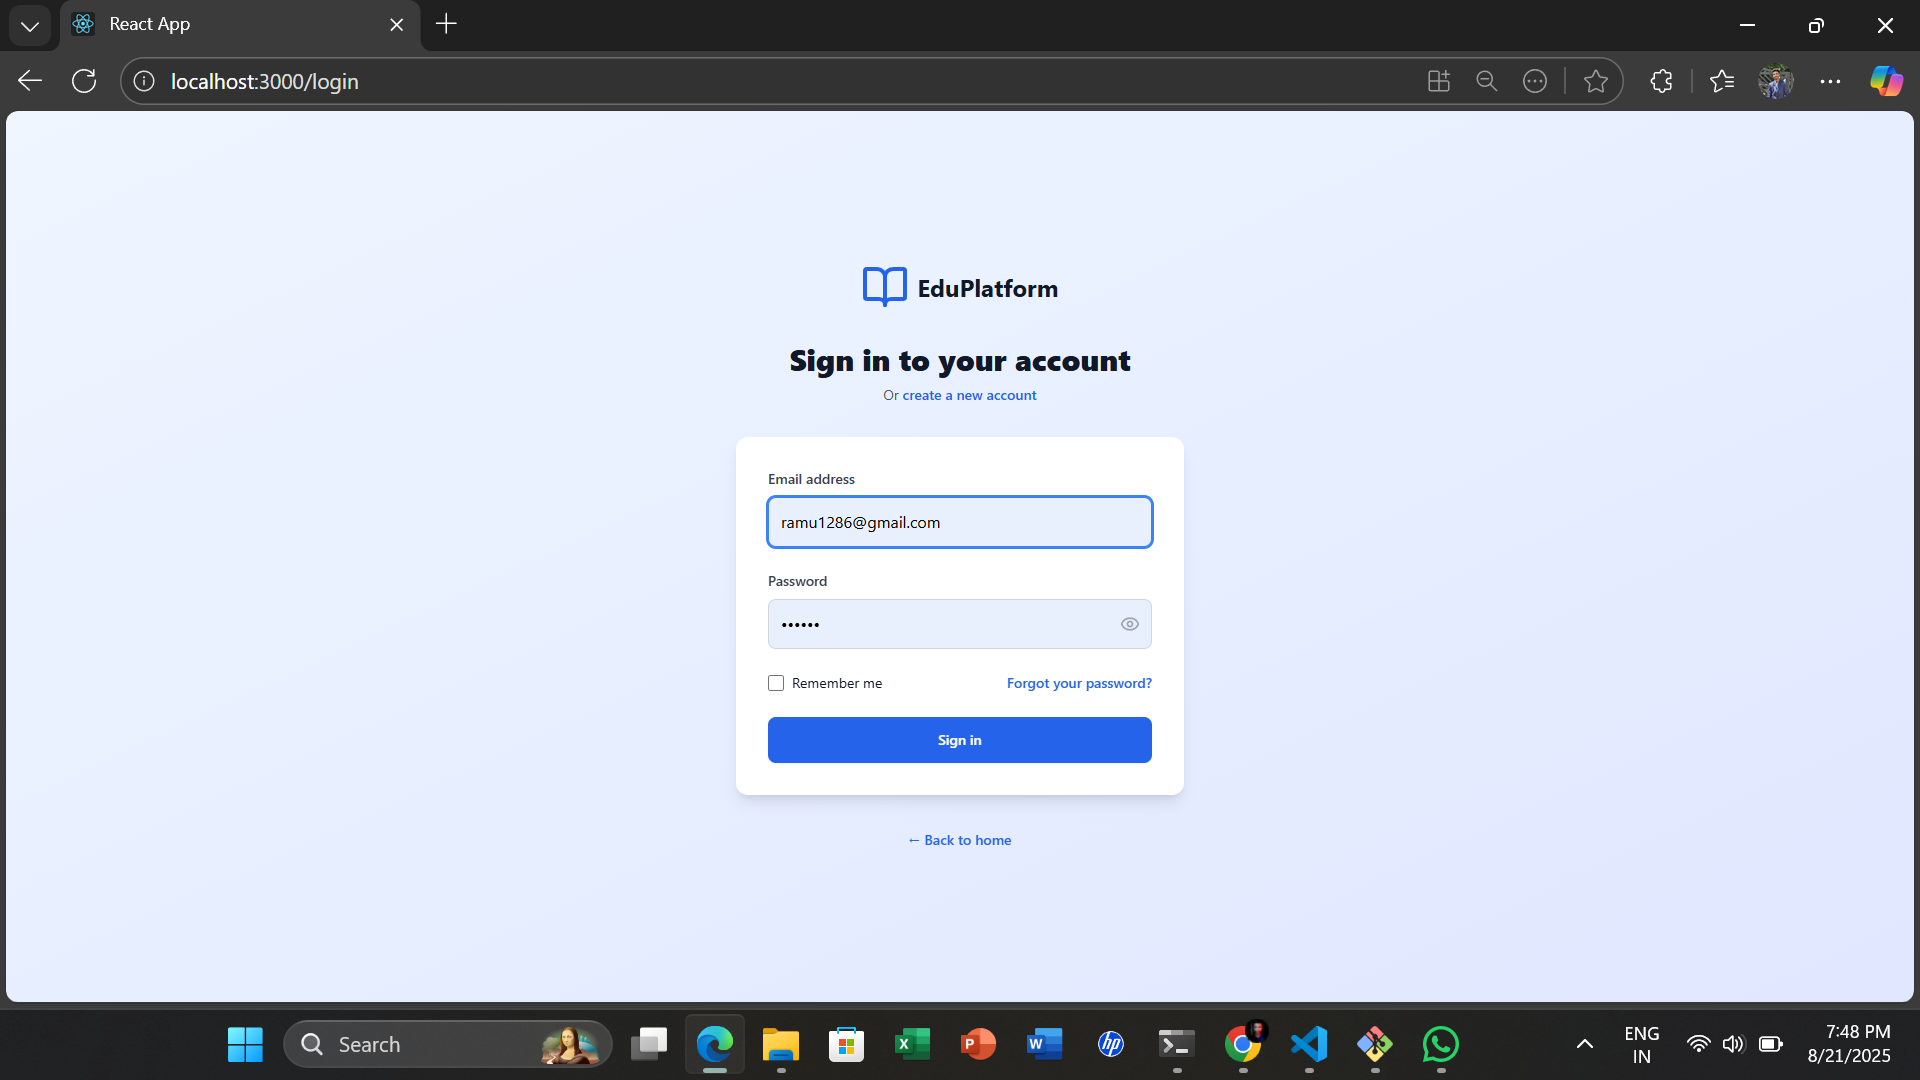 React App
localhost:3000/login
EduPlatform
Sign in to your account
Or create a new account
Email address
ramu1286@gmail.com
Password
••••••
Remember me
Forgot your password?
Sign in
← Back to home
Search
X
P
W
hp
ENG
IN
7:48 PM
8/21/2025